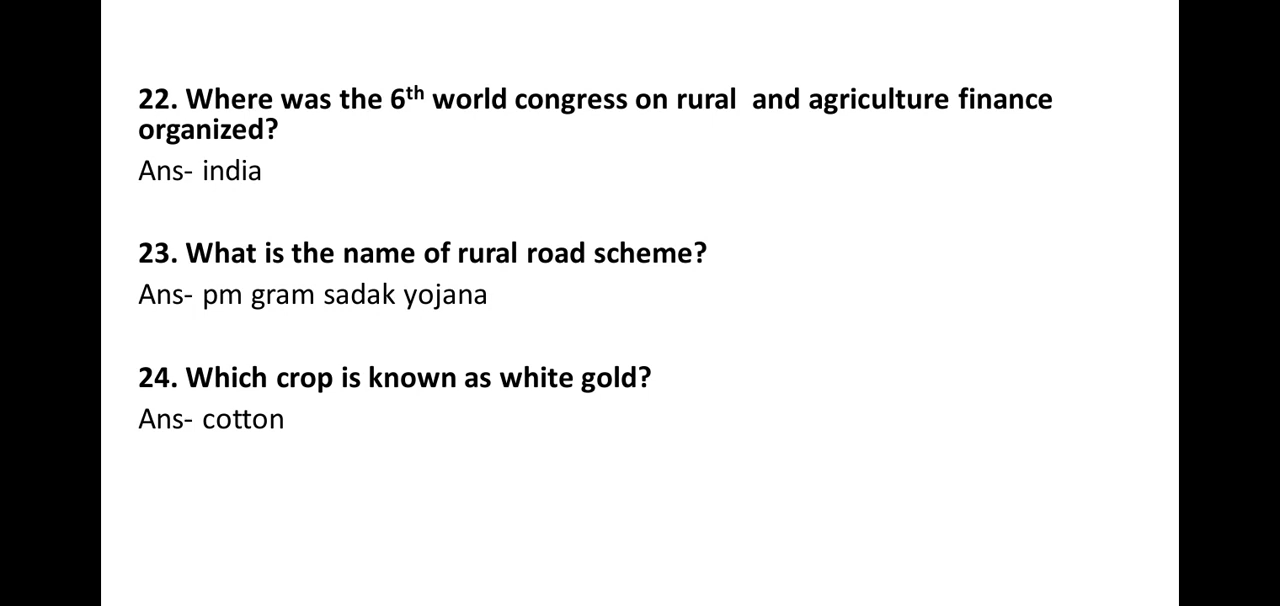 22. Where was the 6th world congress on rural  and agriculture finance
organized?
Ans- india
23. What is the name of rural road scheme?
Ans- pm gram sadak yojana
24. Which crop is known as white gold?
Ans- cotton